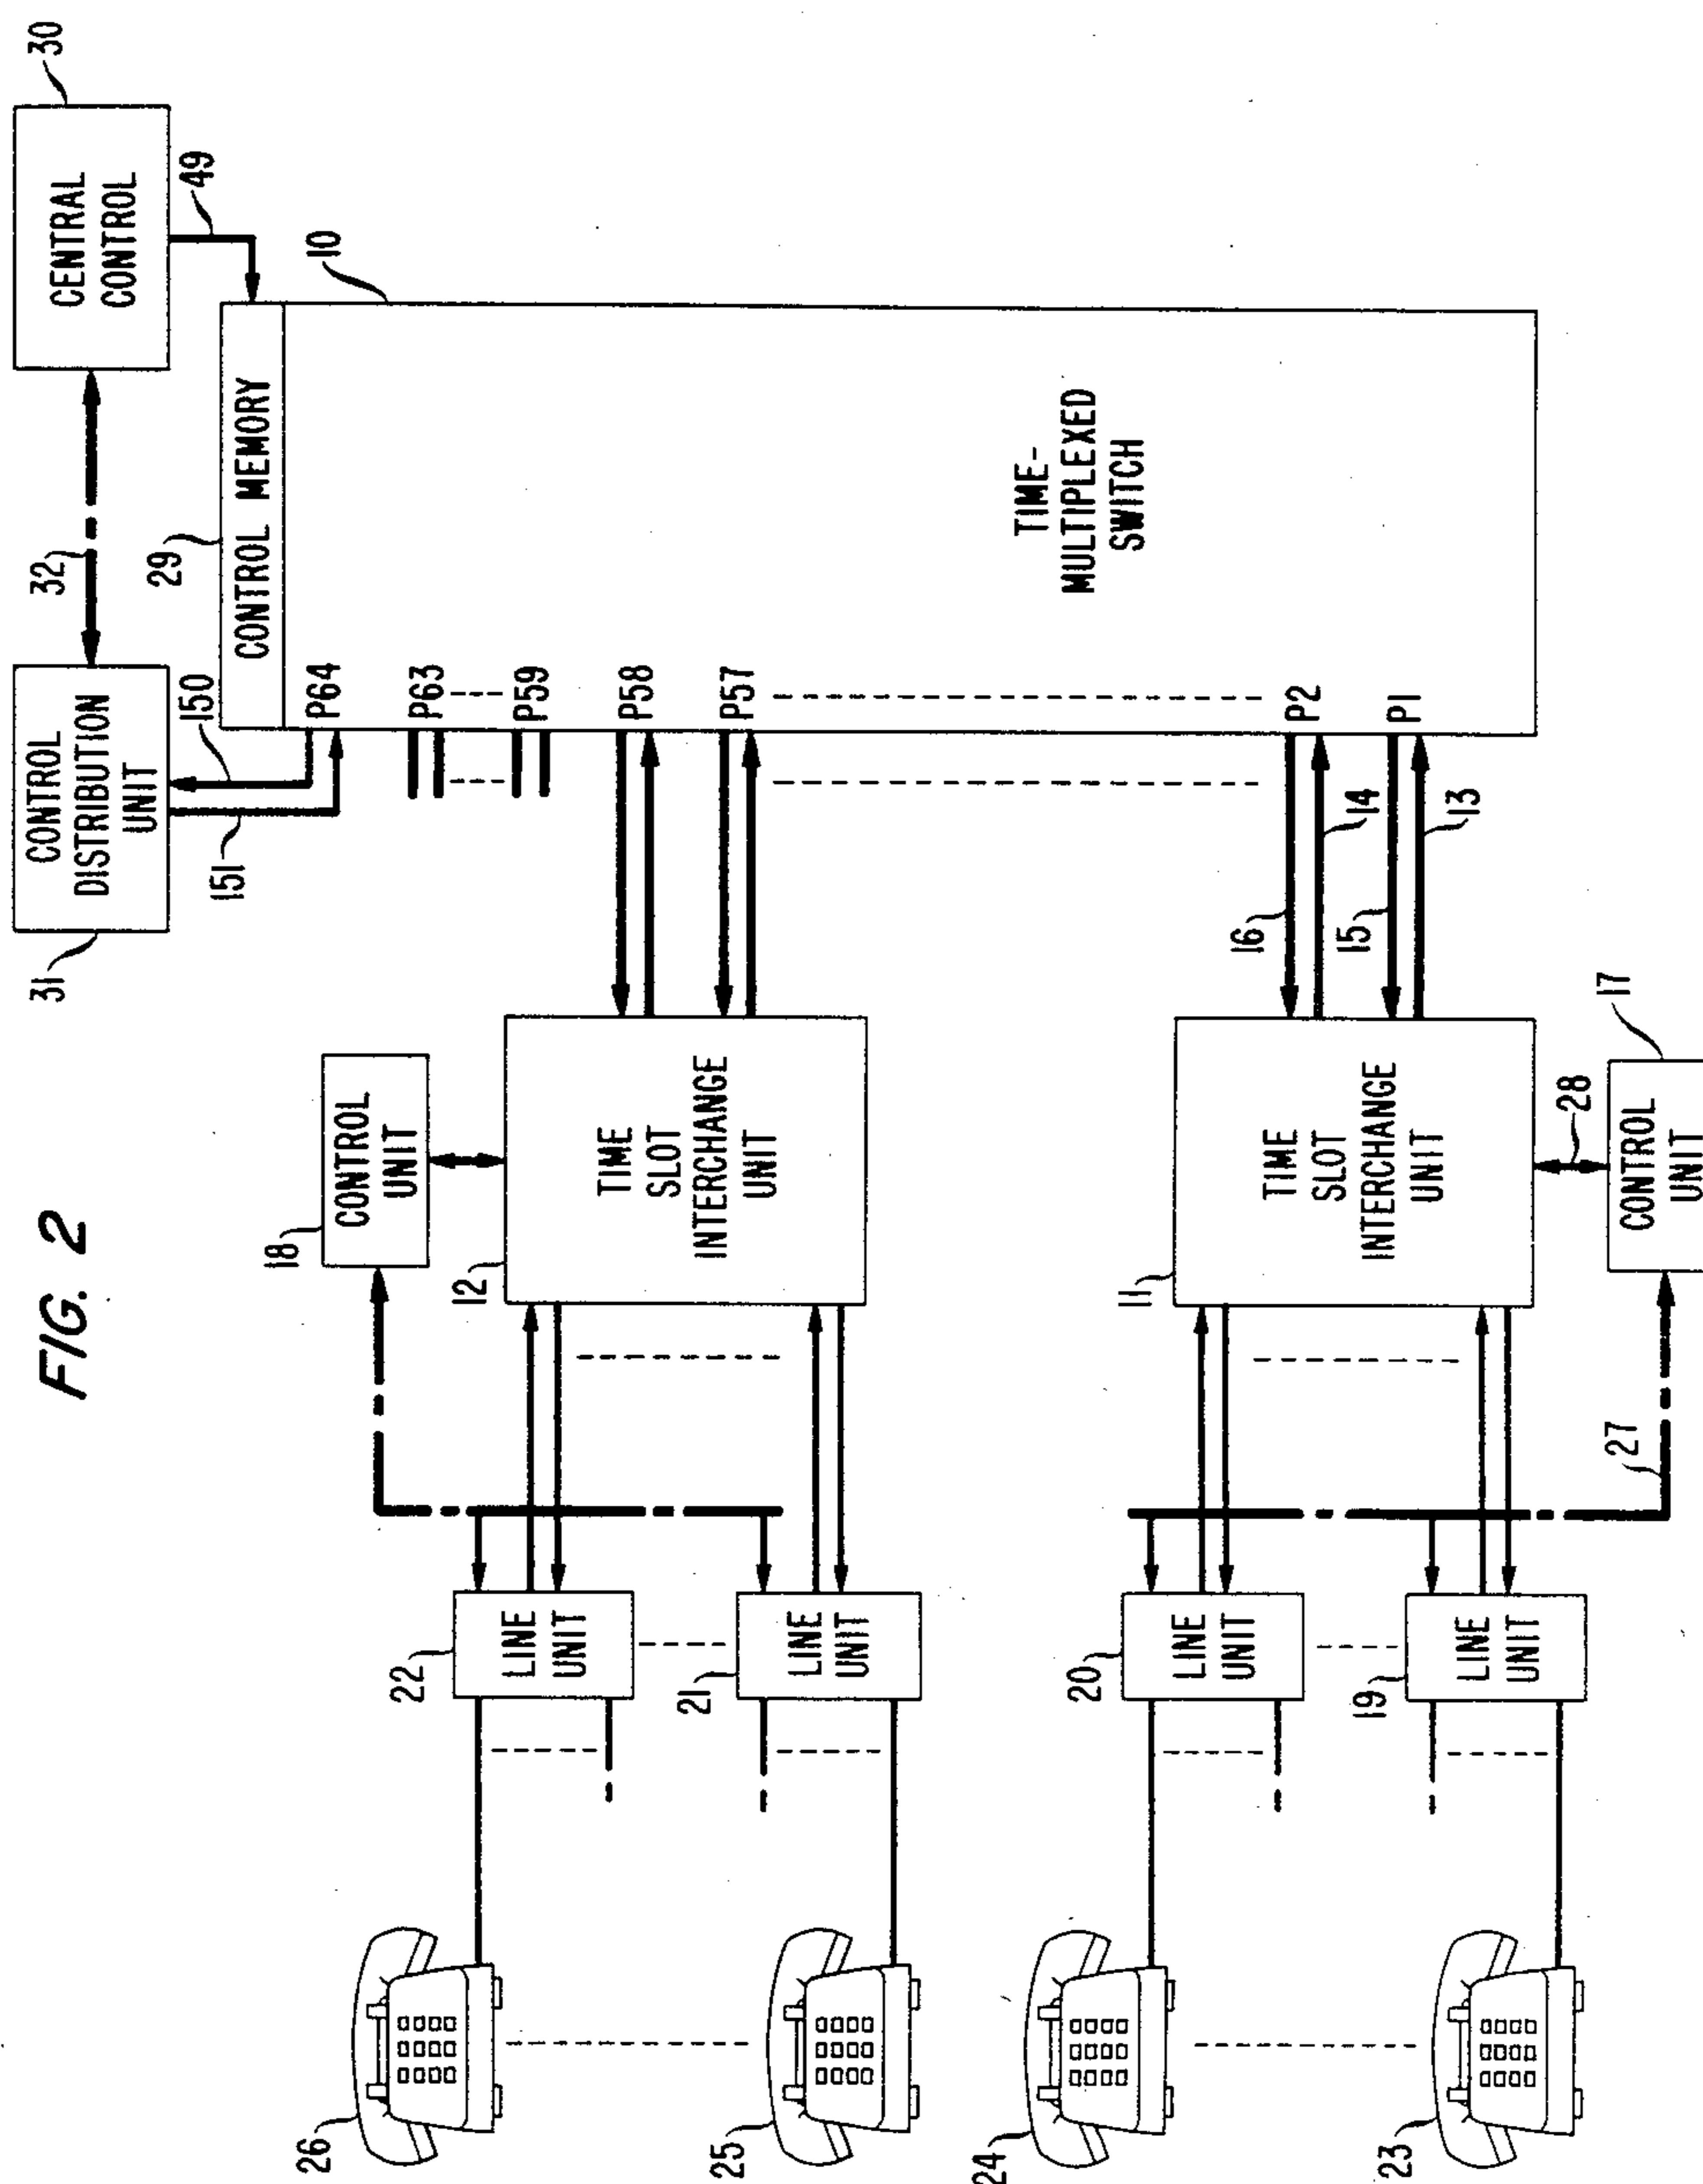 FIG. 2
26
25
24
23
22
LINE
UNIT
21
LINE
UNIT
20
LINE
UNIT
19
LINE
UNIT
18
CONTROL
UNIT
12
TIME
SLOT
INTERCHANGE
UNIT
11
TIME
SLOT
INTERCHANGE
UNIT
27
28
17
CONTROL
UNIT
31
CONTROL
DISTRIBUTION
UNIT
151
150
32
30
CENTRAL
CONTROL
49
29
CONTROL MEMORY
10
P64
P63
P59
P58
P57
P2
P1
16
14
15
13
TIME-
MULTIPLEXED
SWITCH